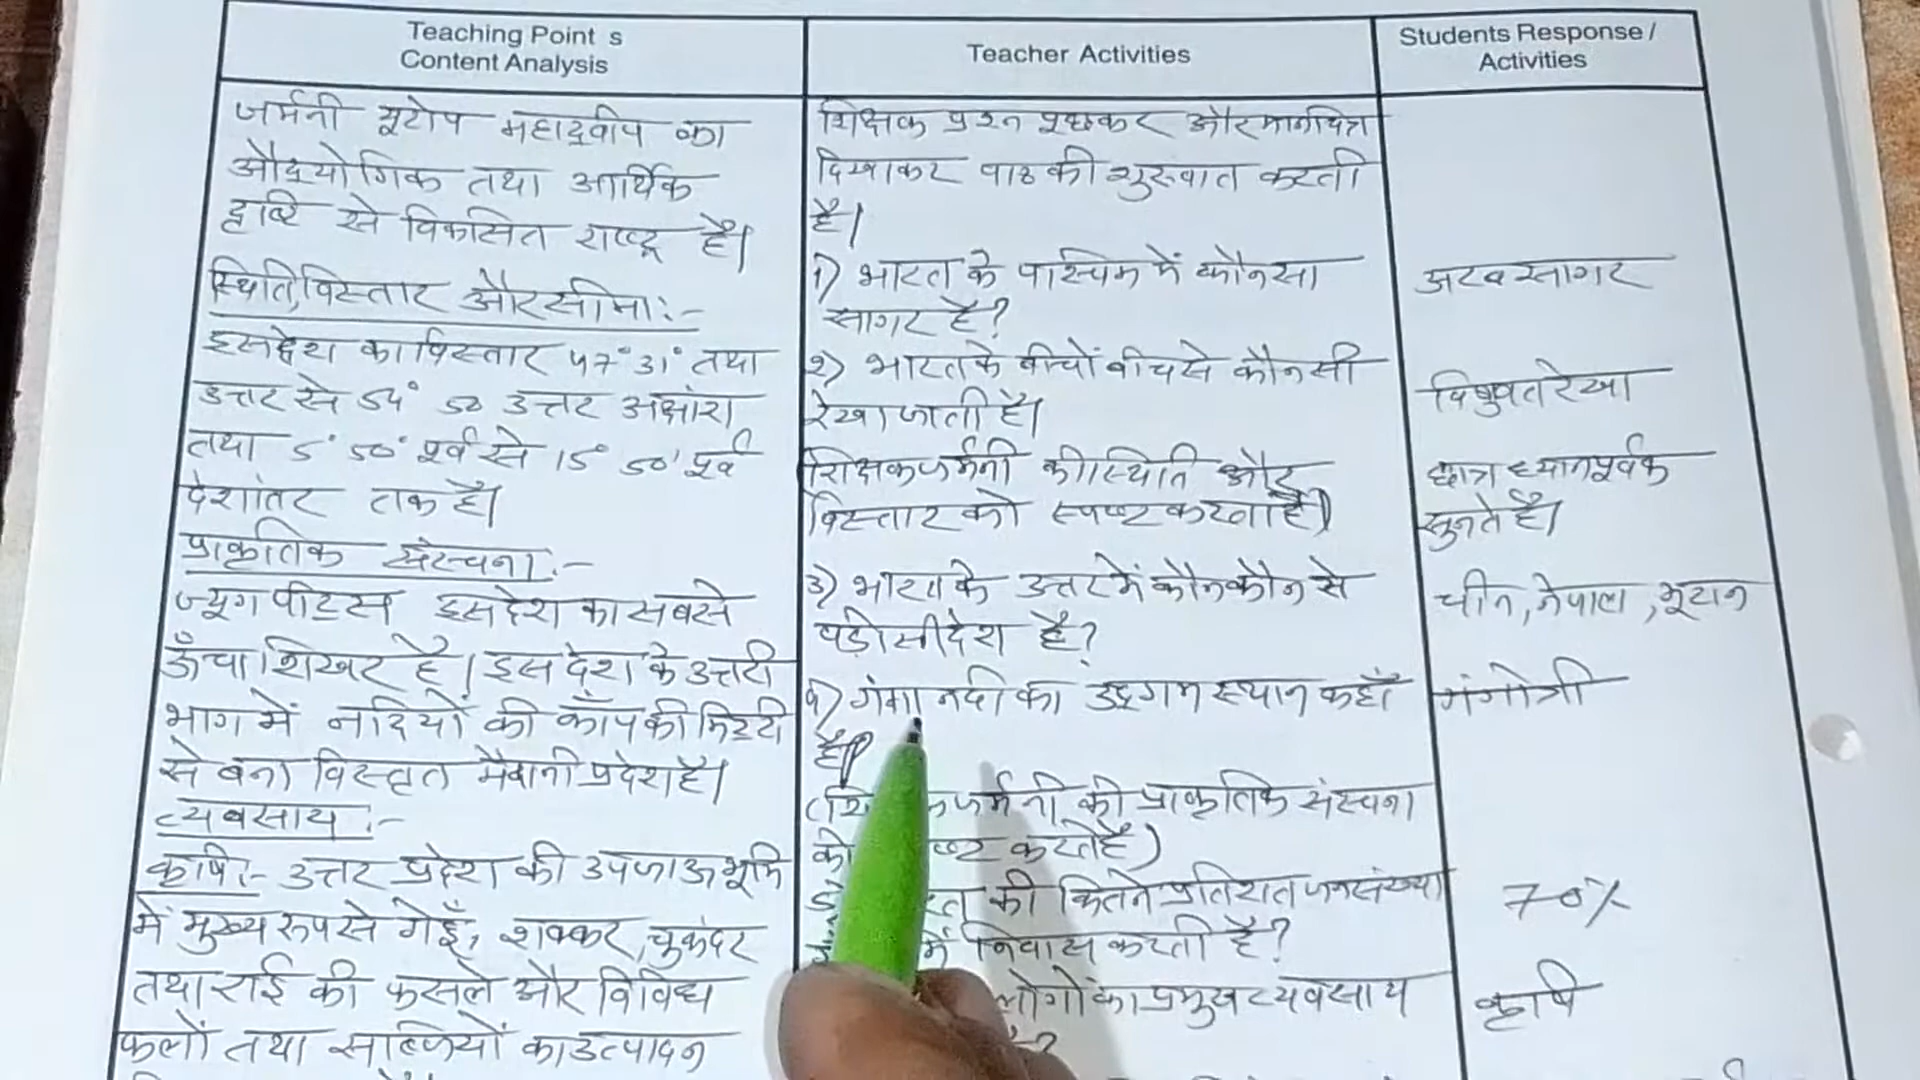 Teaching Point s
Content Analysis
Teacher Activities
Students Response /
Activities
जर्मनी यूरोप महाद्वीप का
औद्योगिक तथा आर्थिक
दृष्टि से विकसित राष्ट्र है।
स्थिति, विस्तार और सीमा:-
इस देश का विस्तार 47° 31° तथा
उत्तर से 54° 50 उत्तर अक्षांश
तथा 5° 50° पूर्व से 15° 50' पूर्व
देशांतर तक है।
प्राकृतिक संरचना:-
ज्यूगपीट्स इस देश का सबसे
ऊँचा शिखर है। इस देश के उत्तरी
भाग में नदियों की काँप की मिट्टी
से बना विस्तृत मैदानी प्रदेश है।
व्यवसाय:-
कृषि:- उत्तर प्रदेश की उपजाऊ भूमि
में मुख्य रुप से गेहूँ, शक्कर, चुकंदर
तथा राई की फसले और विविध
फलों तथा सब्जियों का उत्पादन
शिक्षक प्रश्न पूछकर और मानचित्र
दिखाकर पाठ की शुरुवात करती
है।
1) भारत के पश्चिम में कौनसा
सागर है?
2) भारत के बीचों बीच से कौनसी
रेखा जाती है।
शिक्षक जर्मनी की स्थिति और
विस्तार को स्पष्ट करता है)
3) भारत के उत्तर में कौन कौन से
पड़ोसी देश है?
4) गंगा नदी का उद्गम स्थान कहाँ
है।
जर्मनी की प्राकृतिक संरचना
को करते है)
की कितने प्रतिशत जनसंख्या
में निवास करती है?
लोगों का प्रमुख व्यवसाय
है?
अरब सागर
विषुवत रेखा
छात्र ध्यानपूर्वक
सुनते है।
चीन, नेपाल, भूटान
गंगोत्री
70%
कृषि